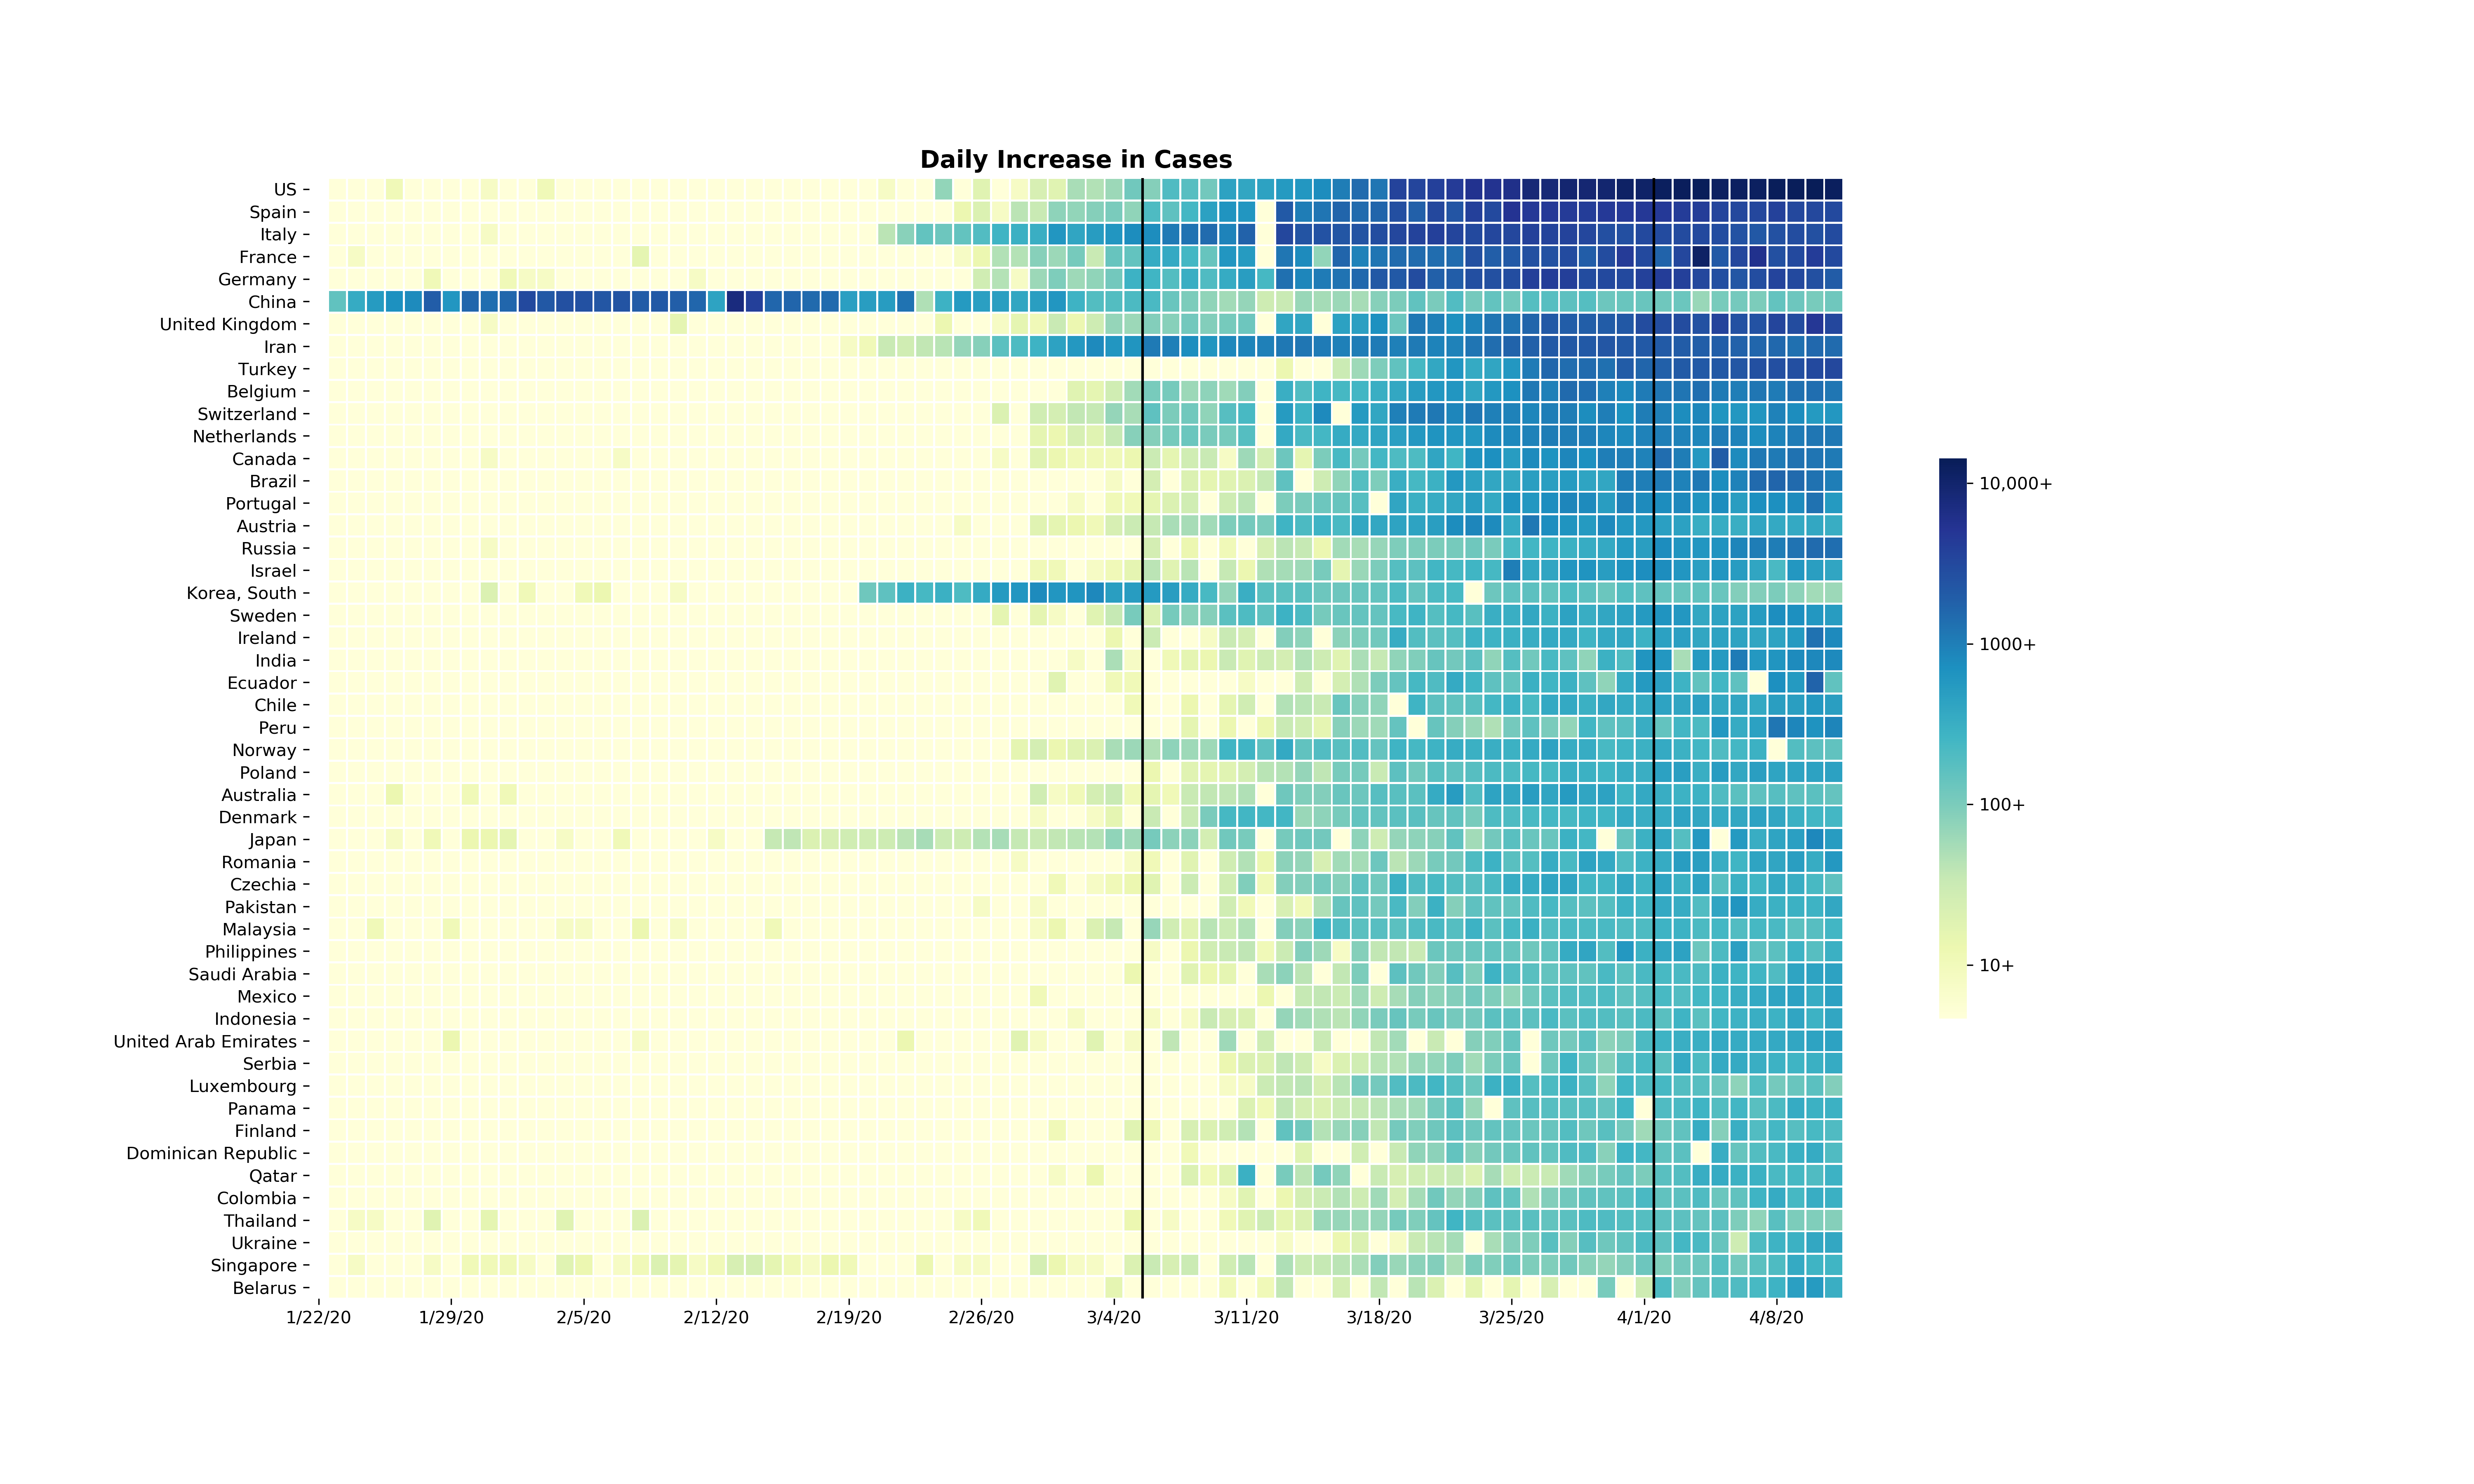 Daily Increase in Cases
US
Spain
Italy
France
Germany
China
United Kingdom
Iran
Turkey
Belgium
Switzerland
Netherlands
Canada
Brazil
Portugal
Austria
Russia
Israel
Korea, South
Sweden
Ireland
India
Ecuador
Chile
Peru
Norway
Poland
Australia
Denmark
Japan
Romania
Czechia
Pakistan
Malaysia
Philippines
Saudi Arabia
Mexico
Indonesia
United Arab Emirates
Serbia
Luxembourg
Panama
Finland
Dominican Republic
Qatar
Colombia
Thailand
Ukraine
Singapore
Belarus
1/22/20 1/29/20 2/5/20 2/12/20 2/19/20 2/26/20 3/4/20 3/11/20 3/18/20 3/25/20 4/1/20 4/8/20
10,000+
1000+
100+
10+